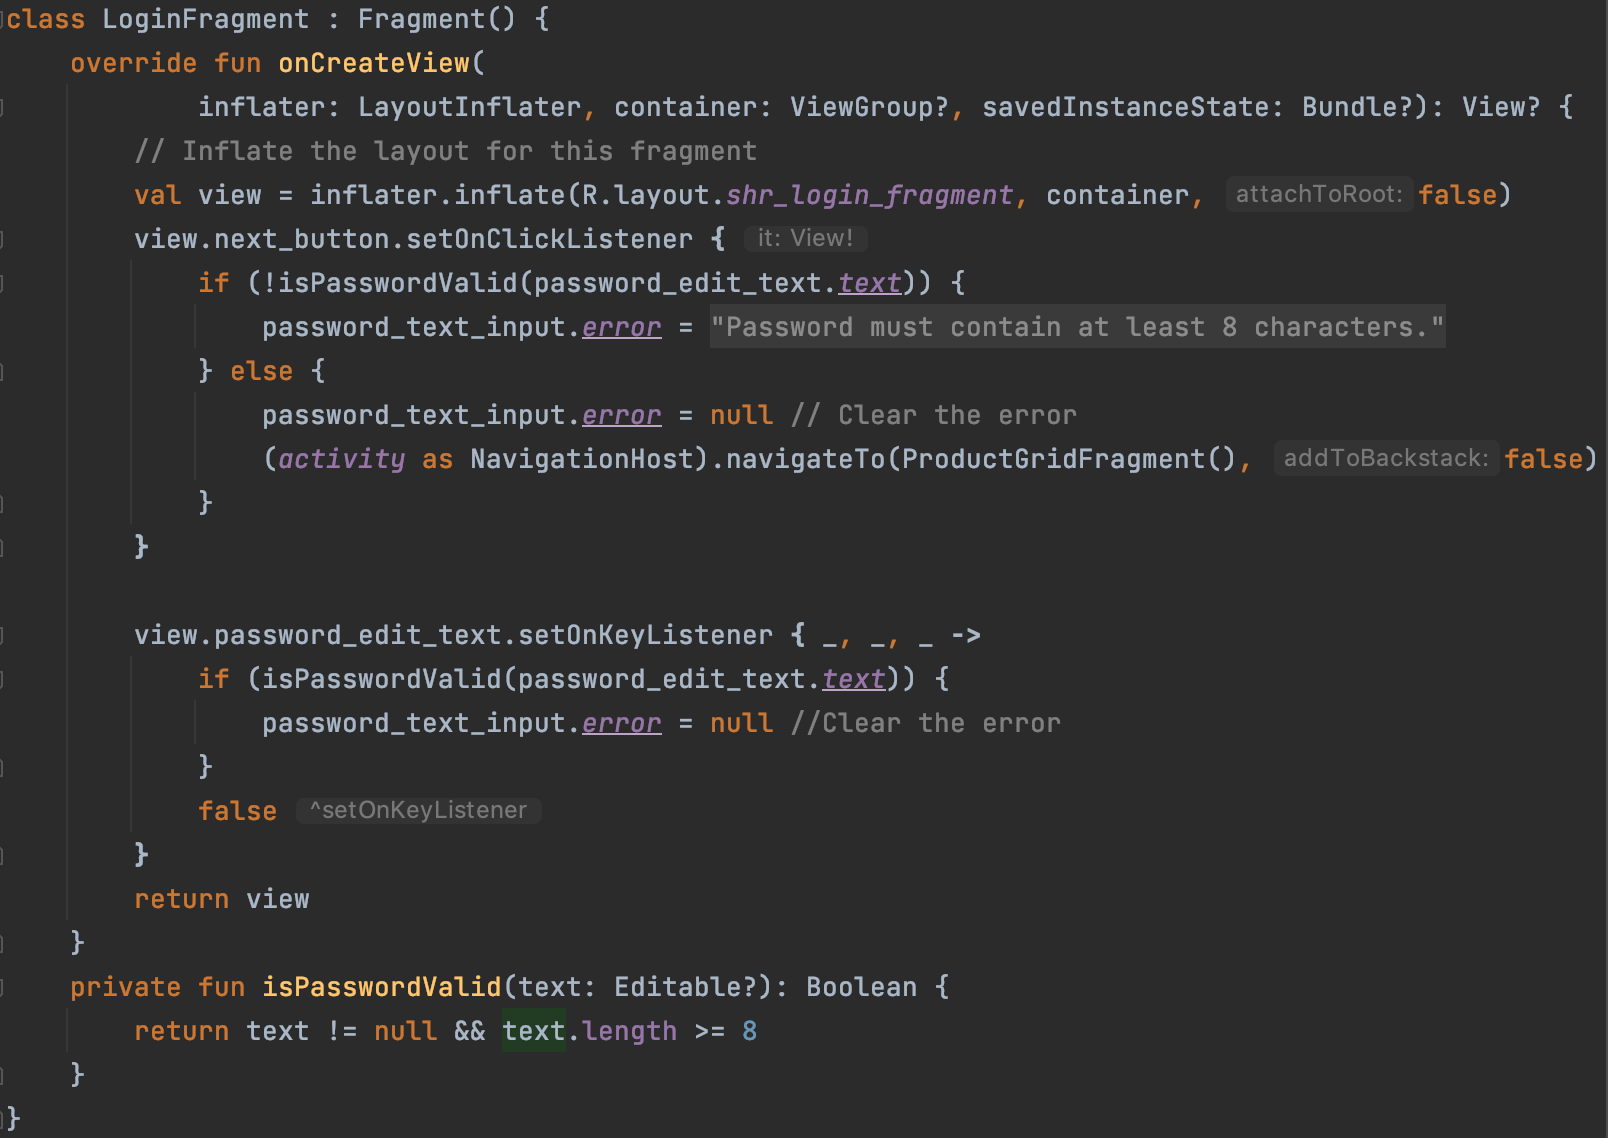 class LoginFragment : Fragment() {
override fun onCreateView(
inflater: LayoutInflater, container: ViewGroup?, savedInstanceState: Bundle?): View? {
// Inflate the layout for this fragment
val view = inflater.inflate(R.layout.shr_login_fragment, container, attachToRoot: false)
view.next_button.setOnClickListener { it: View!
if (!isPasswordValid(password_edit_text.text)) {
password_text_input.error = "Password must contain at least 8 characters."
} else {
password_text_input.error = null // Clear the error
(activity as NavigationHost).navigateTo(ProductGridFragment(), addToBackstack: false)
}
}
view.password_edit_text.setOnKeyListener { _, _, _ ->
if (isPasswordValid(password_edit_text.text)) {
password_text_input.error = null //Clear the error
}
false ^setOnKeyListener
}
return view
}
private fun isPasswordValid(text: Editable?): Boolean {
return text != null && text.length >= 8
}
}